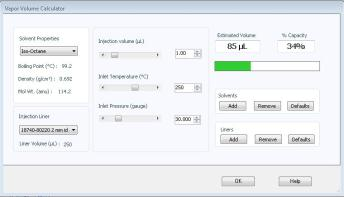 Vapor Volume Calculator
Solvent Properties
Iso-Octane
Boiling Point (°C) : 99.2
Density (g/cm³) : 0.692
Mol Wt. (amu) : 114.2
Injection Liner
18740-80220.2 mm id
Liner Volume (µL) : 250
Injection volume (µL)
1.00
Inlet Temperature (°C)
250
Inlet Pressure (gauge)
30.000
Estimated Volume
% Capacity
85 µL
34%
Solvents
Add Remove Defaults
Liners
Add Remove Defaults
OK Help